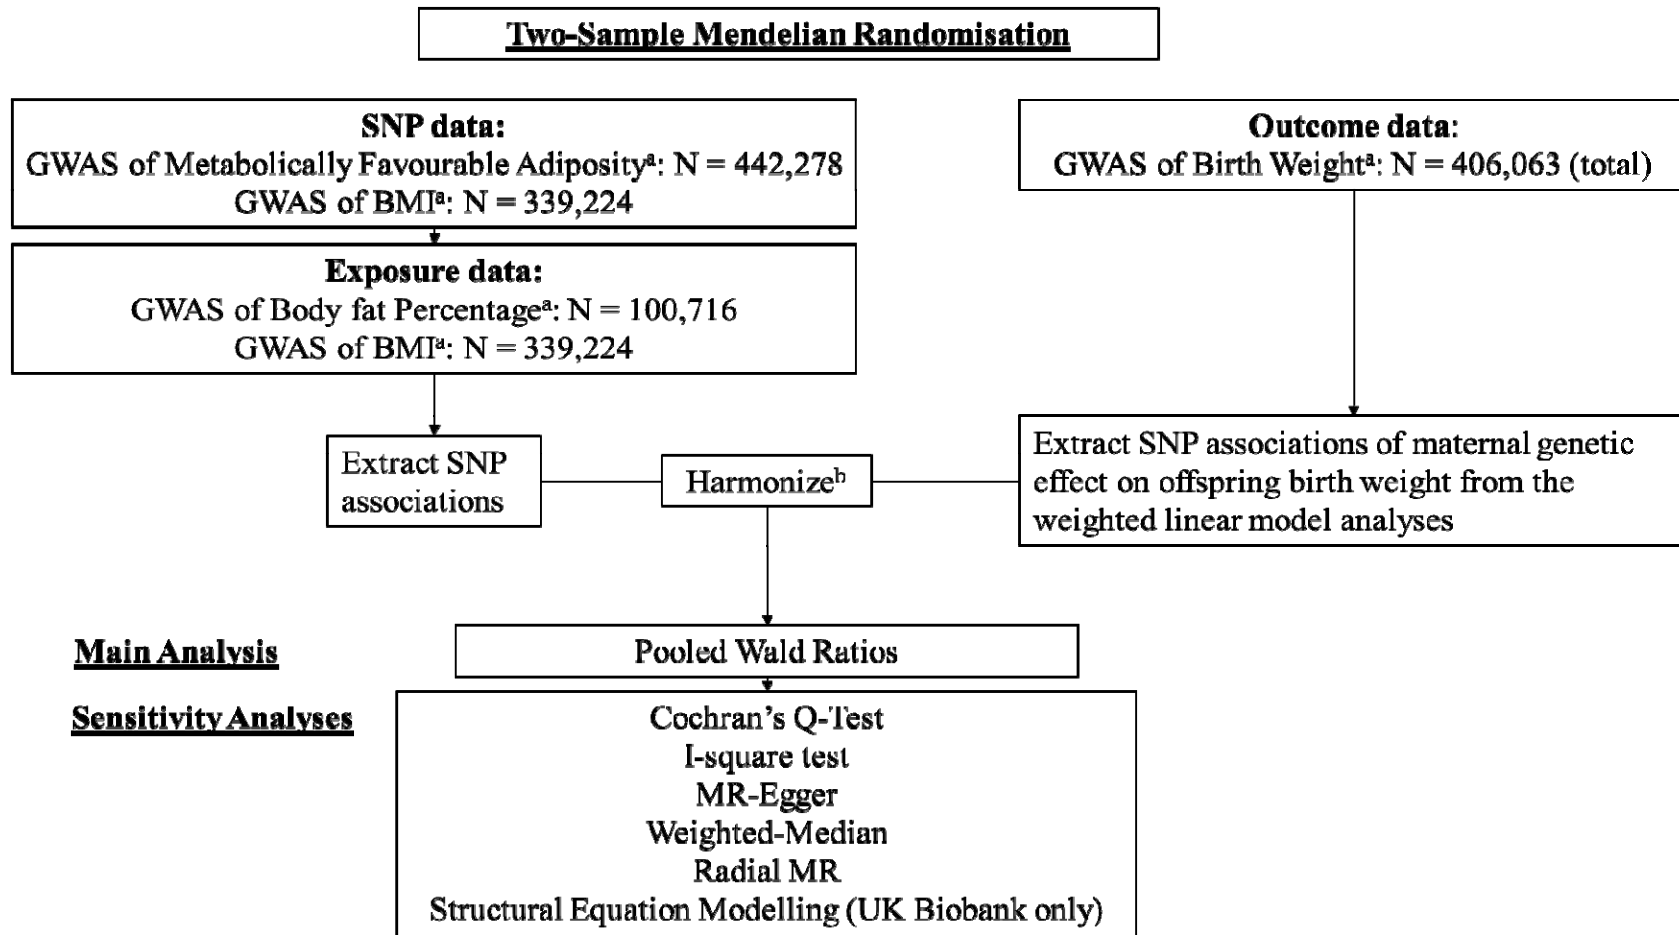 Two-Sample Mendelian Randomisation
SNP data:
GWAS of Metabolically Favourable Adiposityᵃ: N = 442,278
GWAS of BMIᵃ: N = 339,224
Outcome data:
GWAS of Birth Weightᵃ: N = 406,063 (total)
Exposure data:
GWAS of Body fat Percentageᵃ: N = 100,716
GWAS of BMIᵃ: N = 339,224
Extract SNP
associations
Harmonizeᵇ
Extract SNP associations of maternal genetic
effect on offspring birth weight from the
weighted linear model analyses
Main Analysis
Pooled Wald Ratios
Sensitivity Analyses
Cochran’s Q-Test
I-square test
MR-Egger
Weighted-Median
Radial MR
Structural Equation Modelling (UK Biobank only)